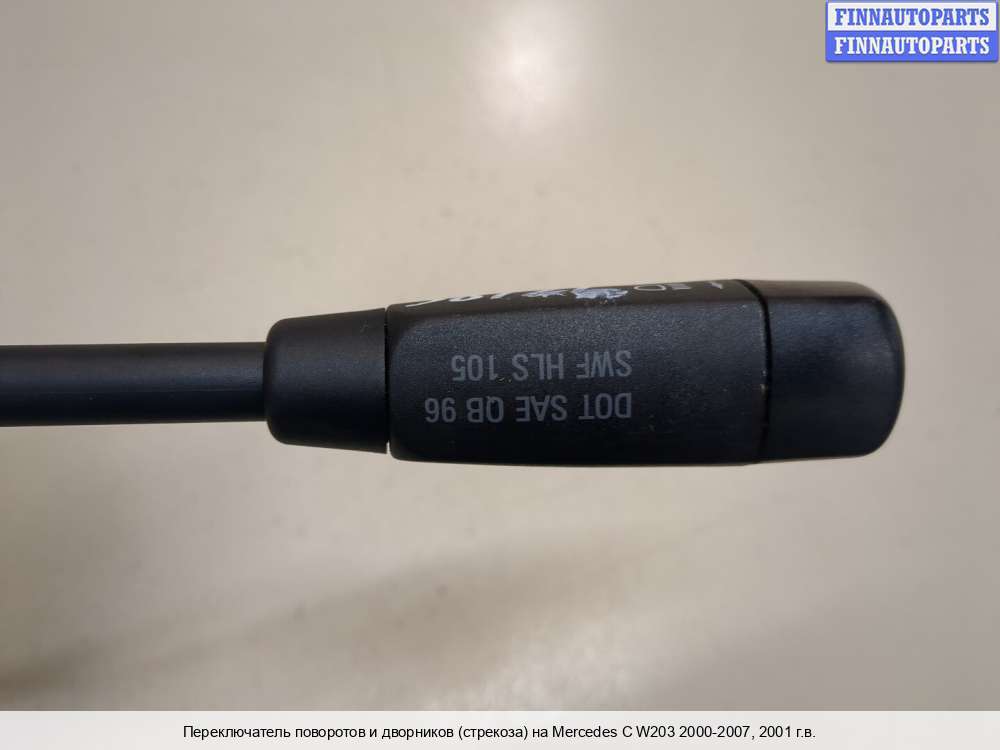 FINNAUTOPARTS
FINNAUTOPARTS
DOT SAE QB 96
SWF HLS 105
Переключатель поворотов и дворников (стрекоза) на Mercedes C W203 2000-2007, 2001 г.в.